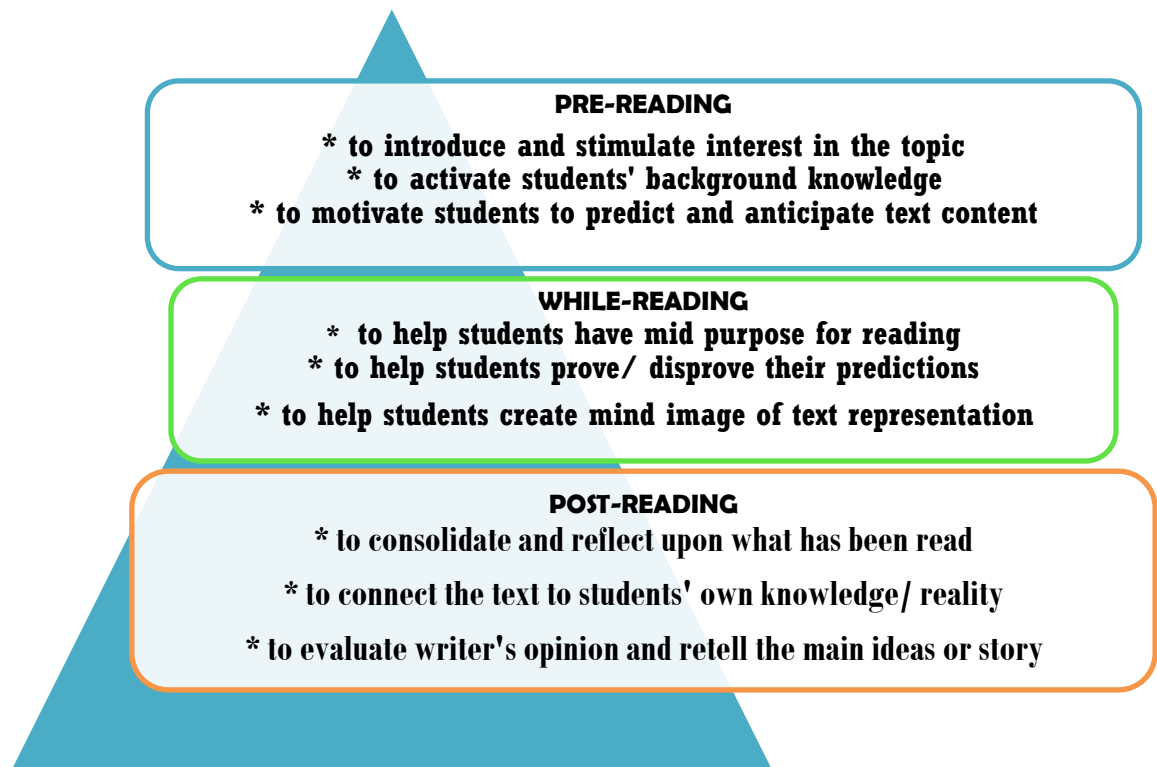 PRE-READING
* to introduce and stimulate interest in the topic
* to activate students' background knowledge
* to motivate students to predict and anticipate text content
WHILE-READING
* to help students have mid purpose for reading
* to help students prove/ disprove their predictions
* to help students create mind image of text representation
POST-READING
* to consolidate and reflect upon what has been read
* to connect the text to students' own knowledge/ reality
* to evaluate writer's opinion and retell the main ideas or story